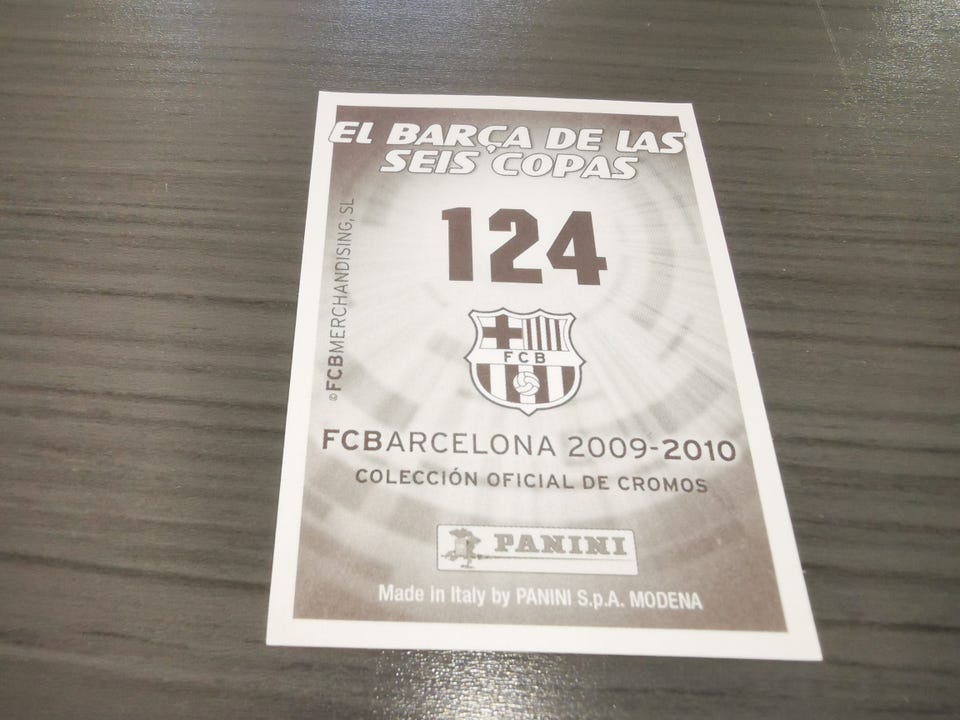 EL BARÇA DE LAS
SEIS COPAS
124
©FCBMERCHANDISING, SL
FCB
FCBARCELONA 2009-2010
COLECCIÓN OFICIAL DE CROMOS
PANINI
Made in Italy by PANINI S.p.A. MODENA